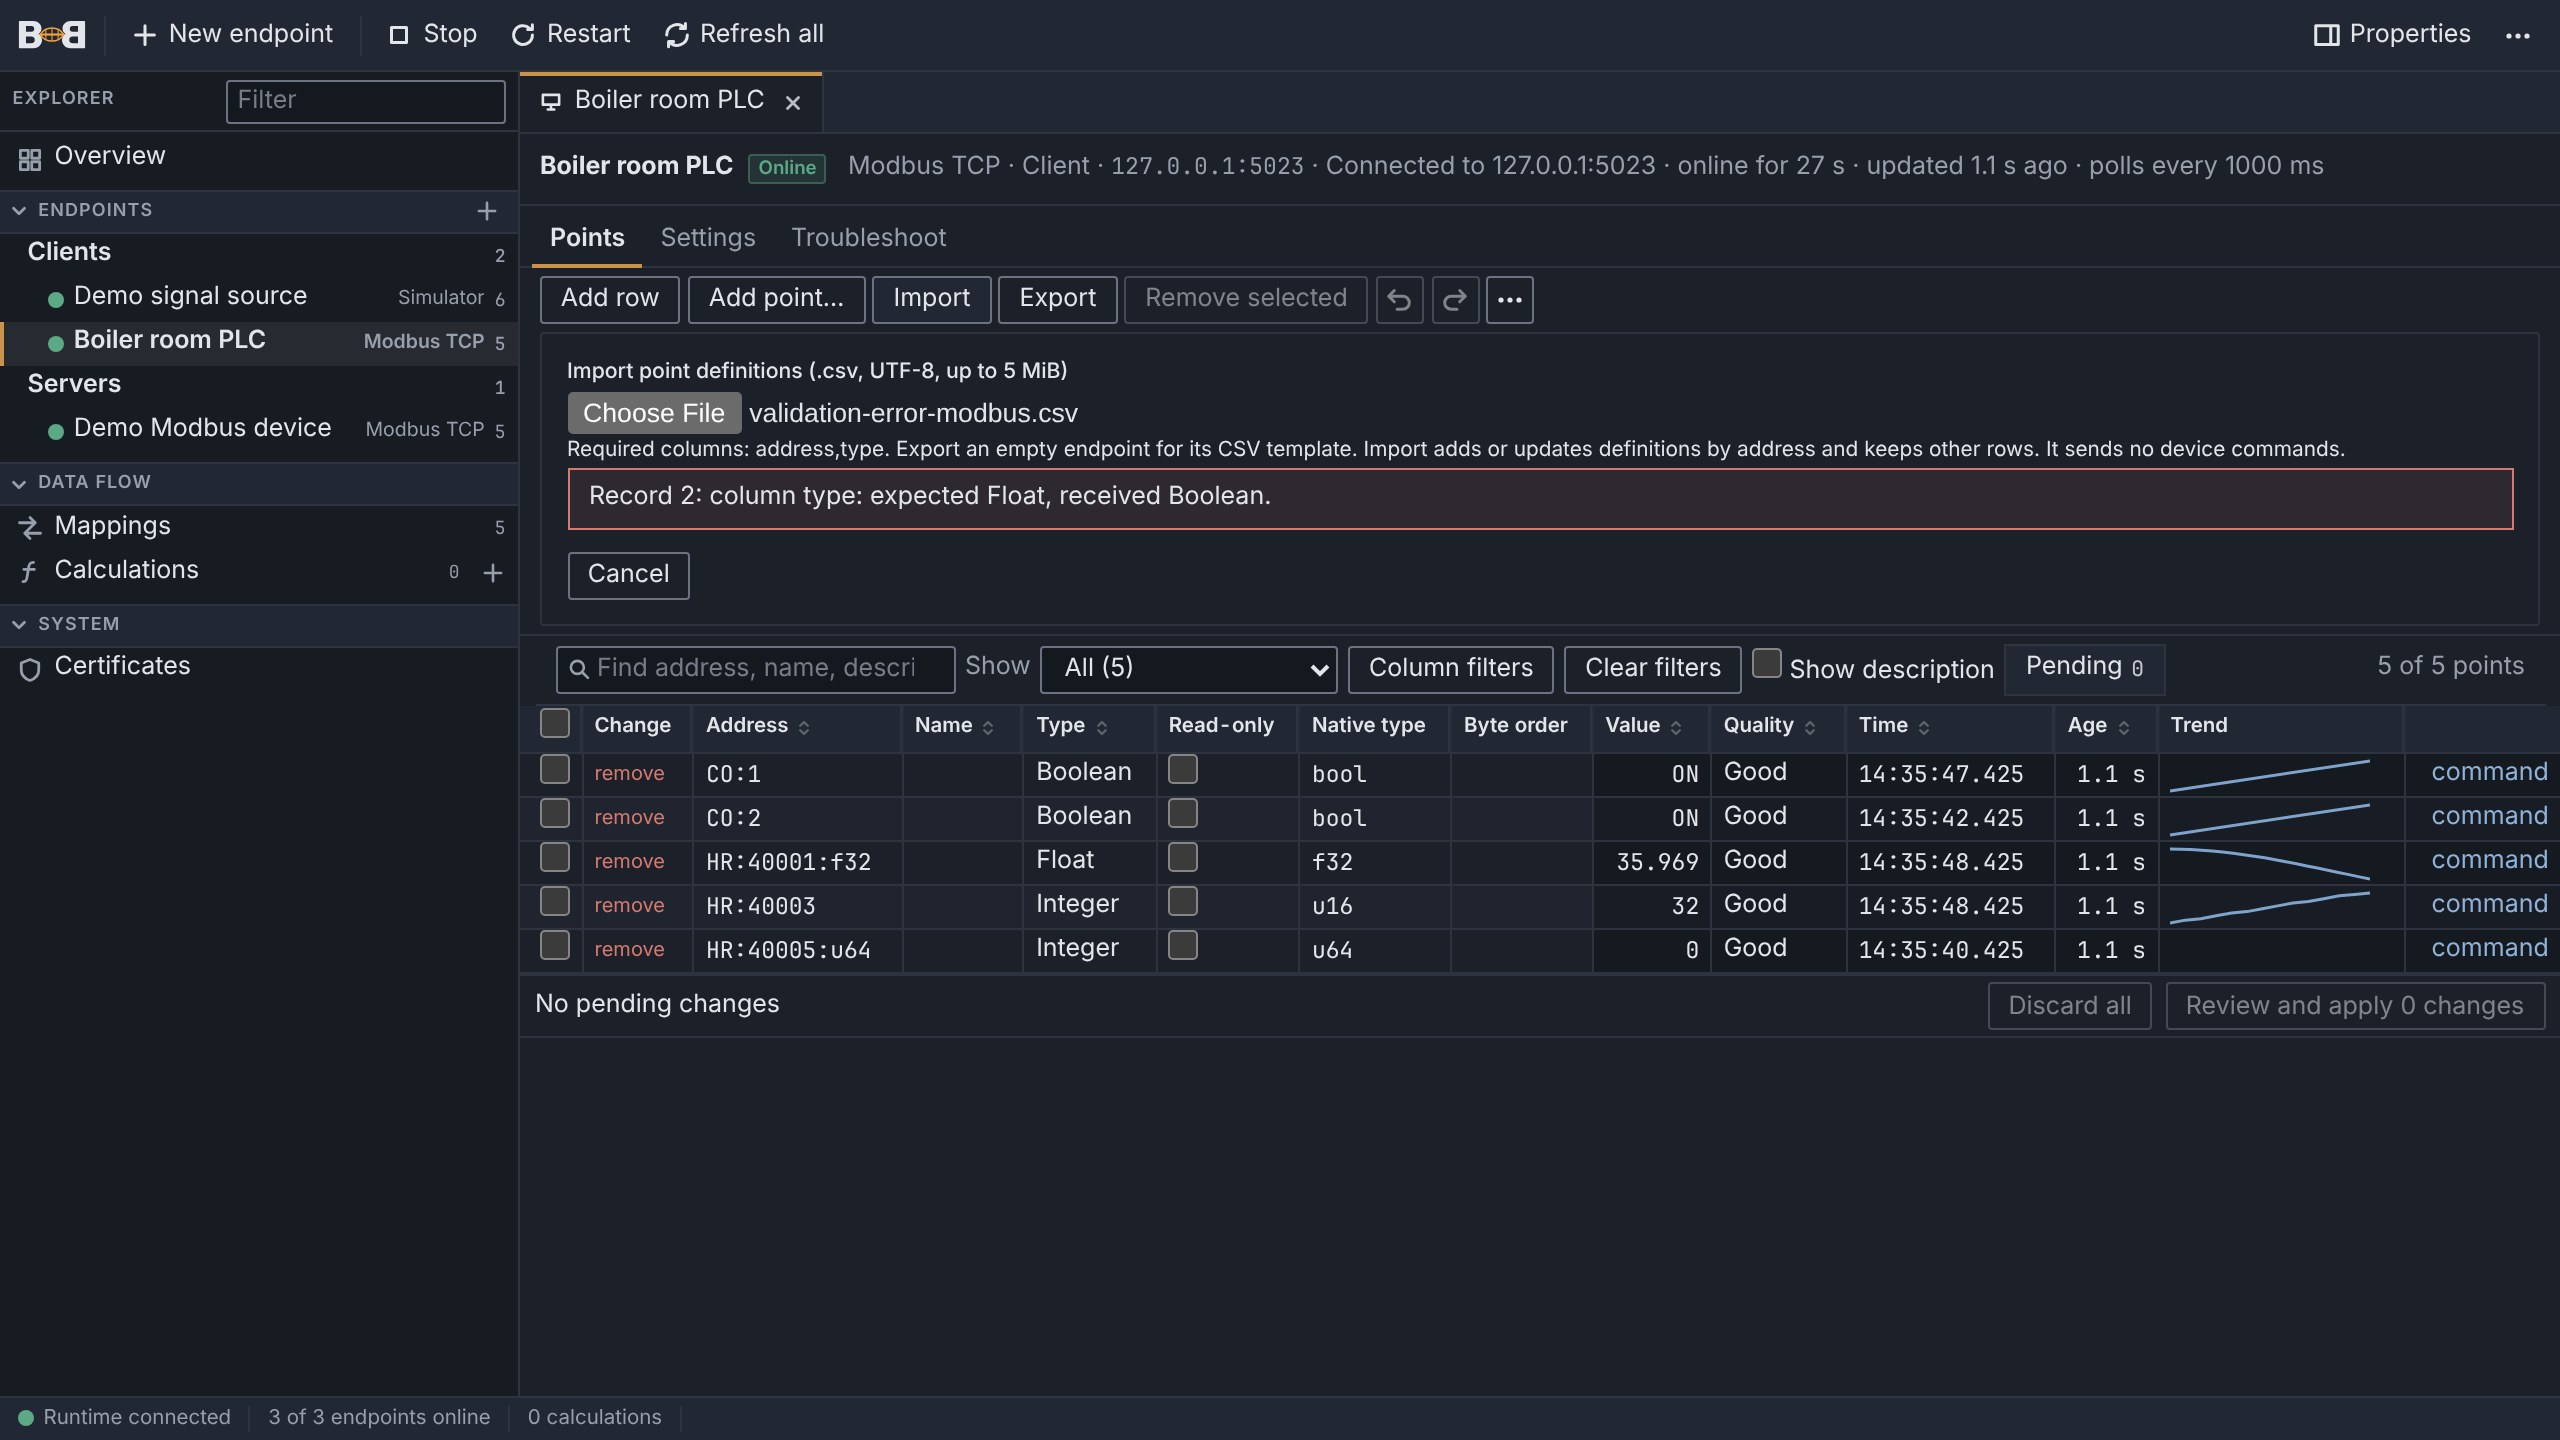 BOB New endpoint Stop Restart Refresh all Properties
EXPLORER Filter
Overview
ENDPOINTS
Clients 2
Demo signal source Simulator 6
Boiler room PLC Modbus TCP 5
Servers 1
Demo Modbus device Modbus TCP 5
DATA FLOW
Mappings 5
Calculations 0
SYSTEM
Certificates
Boiler room PLC
Boiler room PLC Online Modbus TCP · Client · 127.0.0.1:5023 · Connected to 127.0.0.1:5023 · online for 27 s · updated 1.1 s ago · polls every 1000 ms
Points Settings Troubleshoot
Add row Add point... Import Export Remove selected
Import point definitions (.csv, UTF-8, up to 5 MiB)
Choose File validation-error-modbus.csv
Required columns: address,type. Export an empty endpoint for its CSV template. Import adds or updates definitions by address and keeps other rows. It sends no device commands.
Record 2: column type: expected Float, received Boolean.
Cancel
Find address, name, descri Show All (5) Column filters Clear filters Show description Pending 0 5 of 5 points
Change Address Name Type Read-only Native type Byte order Value Quality Time Age Trend
remove CO:1 Boolean bool ON Good 14:35:47.425 1.1 s command
remove CO:2 Boolean bool ON Good 14:35:42.425 1.1 s command
remove HR:40001:f32 Float f32 35.969 Good 14:35:48.425 1.1 s command
remove HR:40003 Integer u16 32 Good 14:35:48.425 1.1 s command
remove HR:40005:u64 Integer u64 0 Good 14:35:40.425 1.1 s command
No pending changes Discard all Review and apply 0 changes
Runtime connected 3 of 3 endpoints online 0 calculations